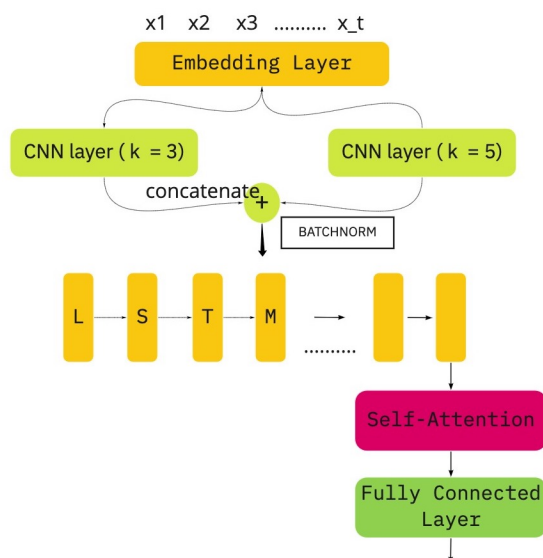 x1 x2 x3 .......... x_t
Embedding Layer
CNN layer ( k = 3)
CNN layer ( k = 5)
concatenate
+
BATCHNORM
L S T M
..........
Self-Attention
Fully Connected
Layer